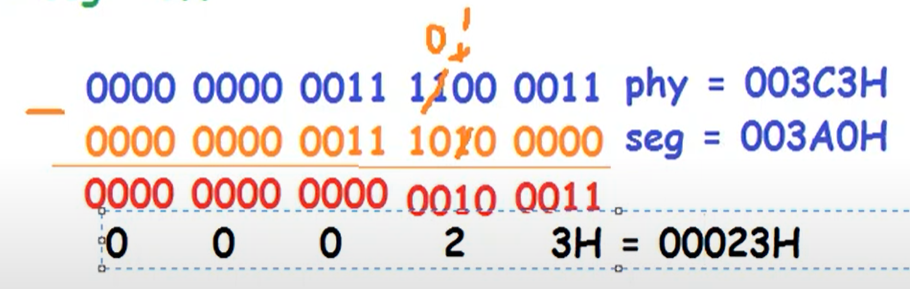 0 1
0000 0000 0011 1100 0011 phy = 003C3H
- 0000 0000 0011 1010 0000 seg = 003A0H
0000 0000 0000 0010 0011
0 0 0 2 3H = 00023H